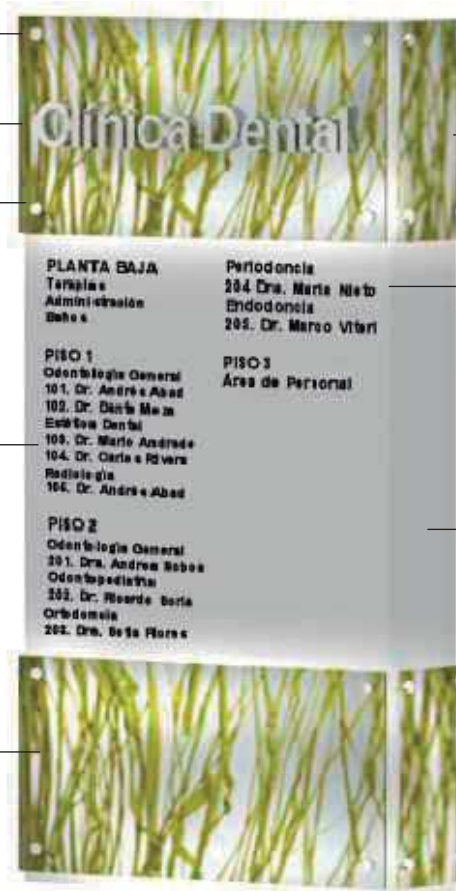 Clínica Dental
PLANTA BAJA
Terapias
Administración
Baños
PISO 1
Odontología General
101. Dr. Andrés Abad
102. Dr. Dante Meza
Estética Dental
103. Dr. Mario Andrade
104. Dr. Carlos Rivera
Radiología
105. Dr. Andrés Abad
PISO 2
Odontología General
201. Dra. Andrea Bobos
Odontopediatría
202. Dr. Ricardo Soria
Ortodoncia
203. Dra. Sofía Flores
Periodoncia
204 Dra. Maria Nieto
Endodoncia
205. Dr. Marco Viteri
PISO 3
Área de Personal